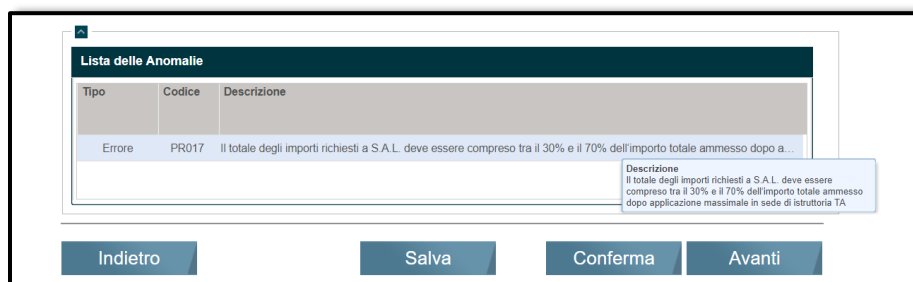 Lista delle Anomalie
Tipo Codice Descrizione
Errore PR017 Il totale degli importi richiesti a S.A.L. deve essere compreso tra il 30% e il 70% dell'importo totale ammesso dopo a...
Descrizione
Il totale degli importi richiesti a S.A.L. deve essere
compreso tra il 30% e il 70% dell'importo totale ammesso
dopo applicazione massimale in sede di istruttoria TA
Indietro Salva Conferma Avanti